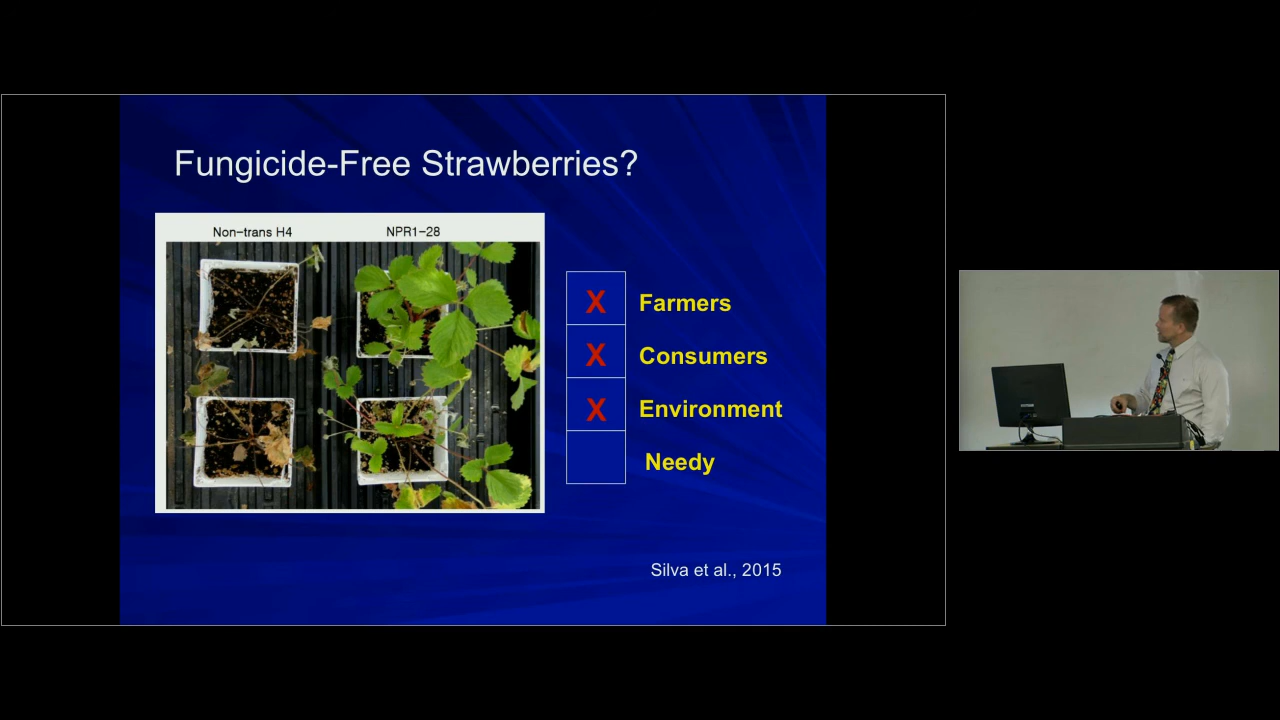 Fungicide-Free Strawberries?
Non-trans H4
NPR1-28
X Farmers
X Consumers
X Environment
Needy
Silva et al., 2015